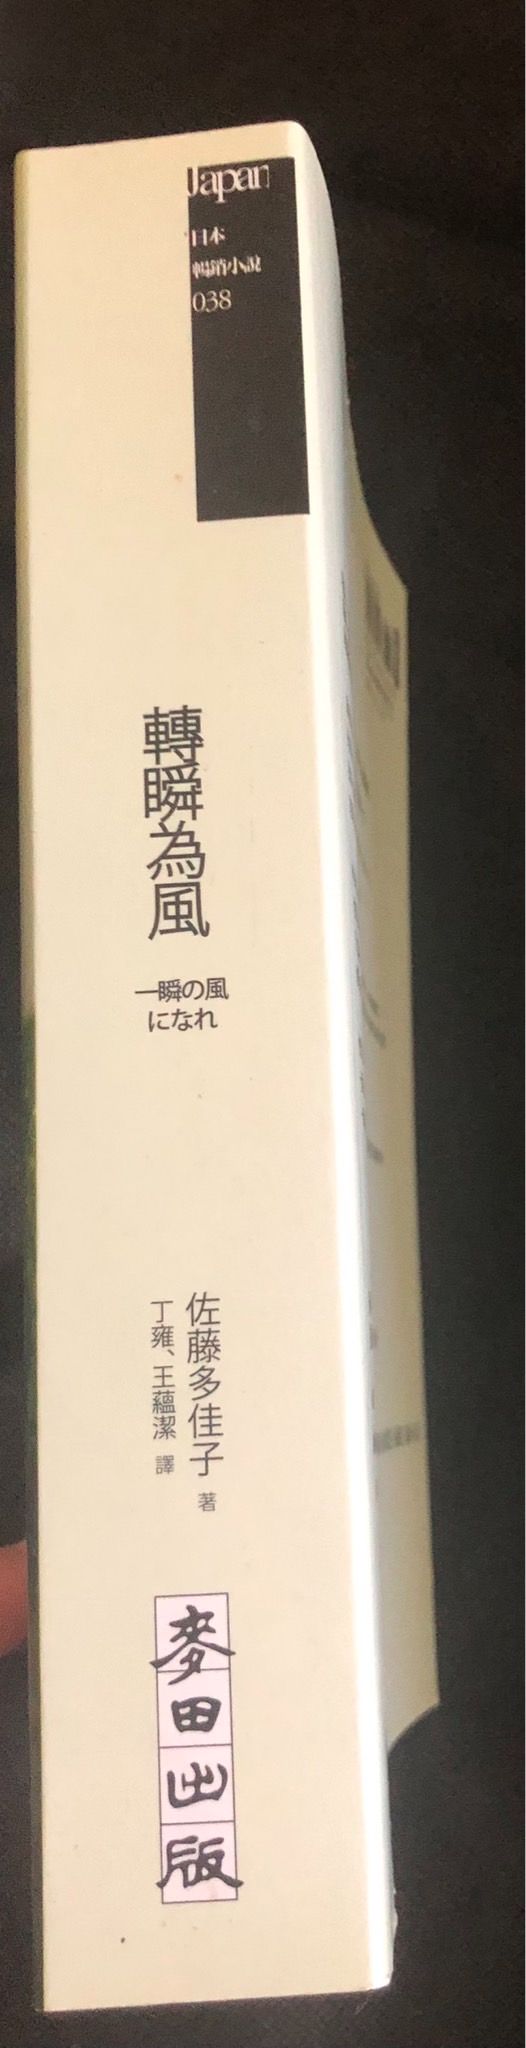 Japan
日本
暢銷小說
038
轉瞬為風
一瞬の風
になれ
佐藤多佳子 著
丁雍、王蘊潔 譯
麥田出版